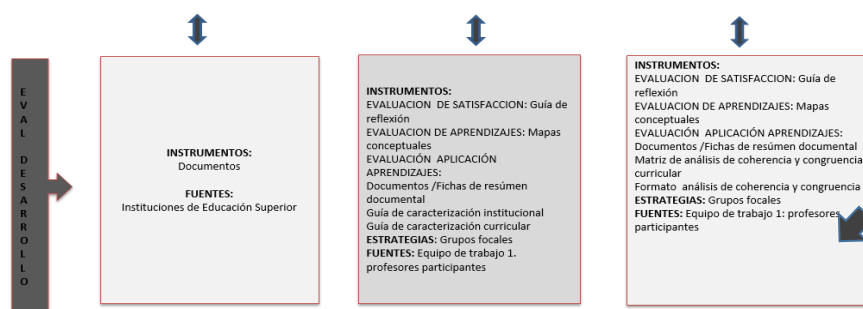 EVAL DESARROLLO
INSTRUMENTOS:
Documentos
FUENTES:
Instituciones de Educación Superior
INSTRUMENTOS:
EVALUACION DE SATISFACCION: Guía de
reflexión
EVALUACION DE APRENDIZAJES: Mapas
conceptuales
EVALUACIÓN APLICACIÓN
APRENDIZAJES:
Documentos /Fichas de resúmen
documental
Guía de caracterización institucional
Guía de caracterización curricular
ESTRATEGIAS: Grupos focales
FUENTES: Equipo de trabajo 1.
profesores participantes
INSTRUMENTOS:
EVALUACION DE SATISFACCION: Guía de
reflexión
EVALUACION DE APRENDIZAJES: Mapas
conceptuales
EVALUACIÓN APLICACIÓN APRENDIZAJES:
Documentos /Fichas de resúmen documental
Matriz de análisis de coherencia y congruencia
curricular
Formato análisis de coherencia y congruencia
ESTRATEGIAS: Grupos focales
FUENTES: Equipo de trabajo 1: profesores
participantes